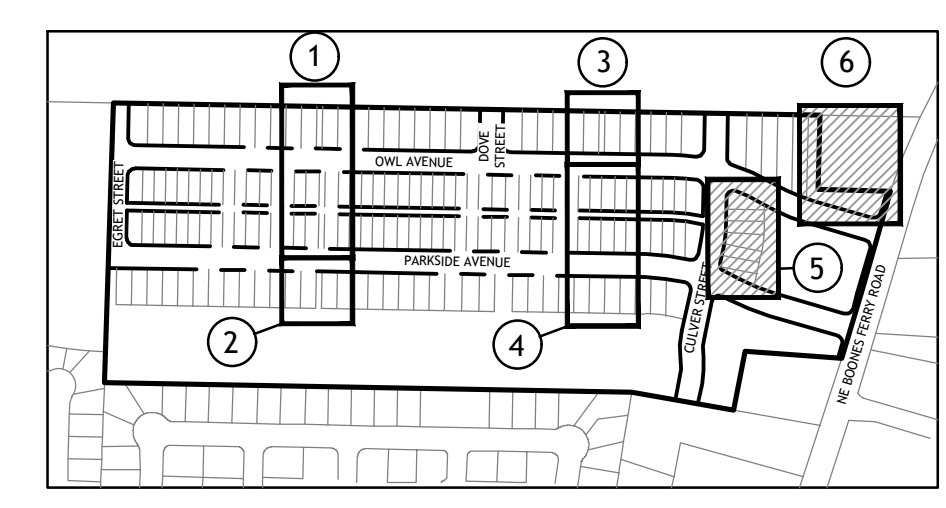 1
3
6
DOVE
STREET
OWL AVENUE
EGRET STREET
PARKSIDE AVENUE
5
CULVER STREET
2
4
NE BOONES FERRY ROAD